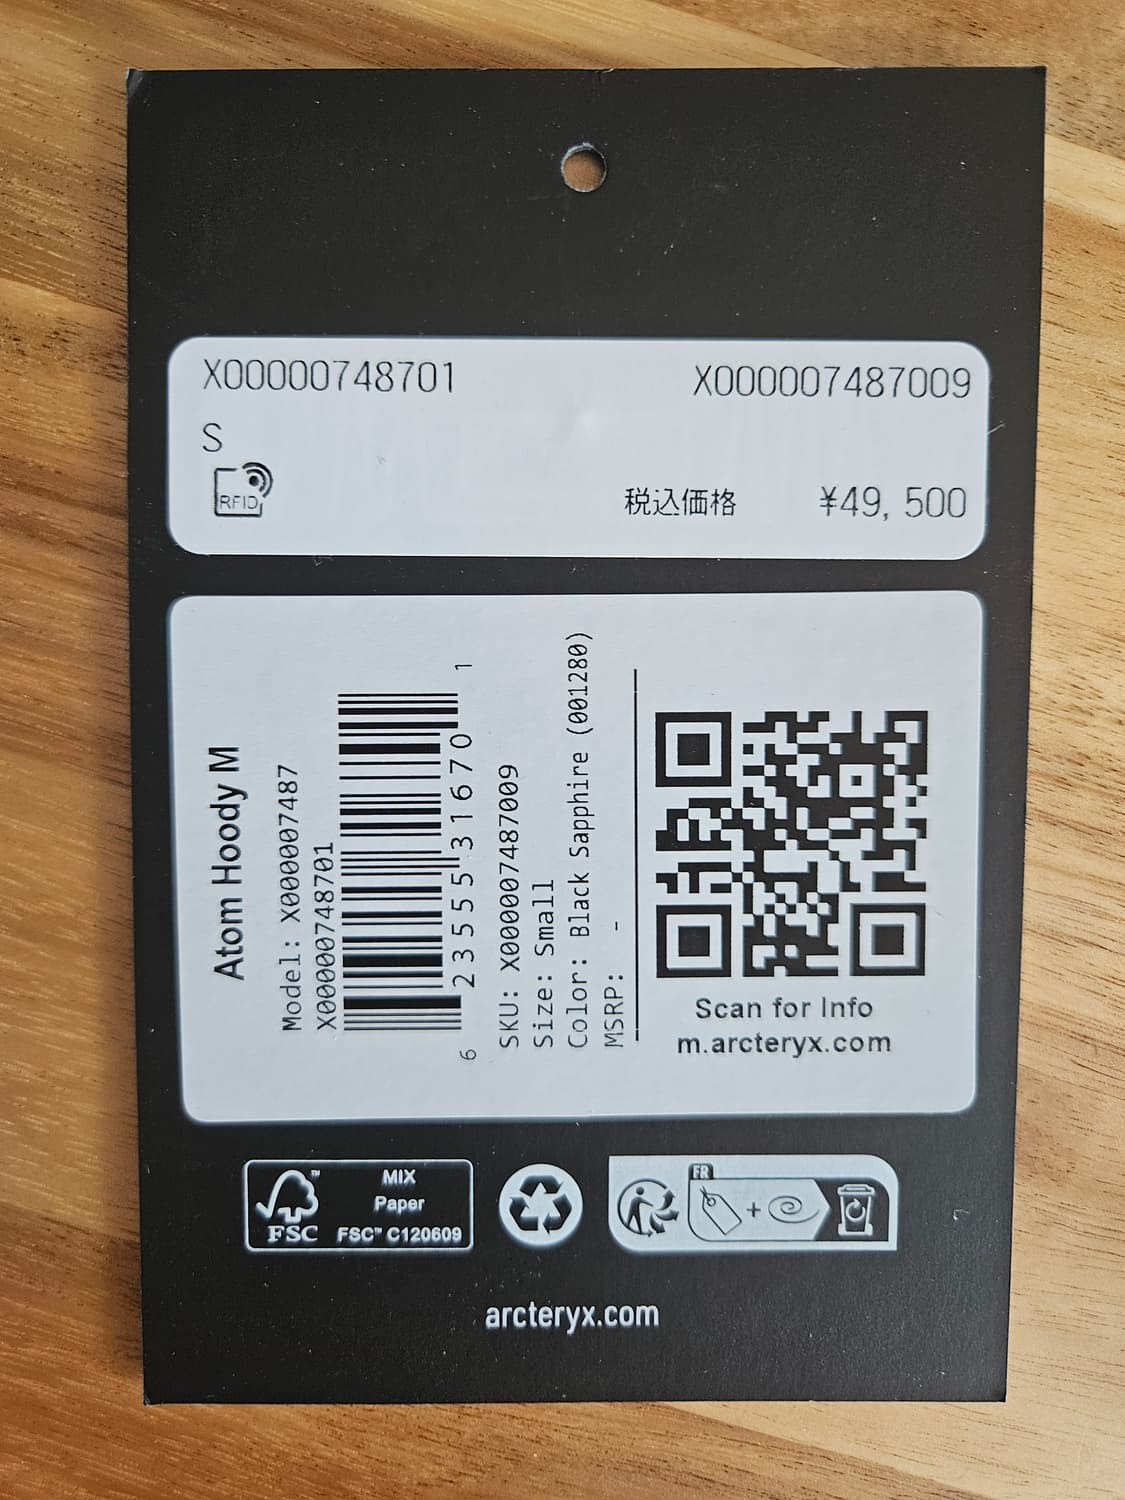 X00000748701
X000007487009
S
RFID
税込価格 ¥49, 500
Atom Hoody M
Model: X000007487
X00000748701
6 23555 31670 1
SKU: X000007487009
Size: Small
Color: Black Sapphire (001280)
MSRP: -
Scan for Info
m.arcteryx.com
FSC™
MIX
Paper
FSC™ C120609
FR
+
arcteryx.com